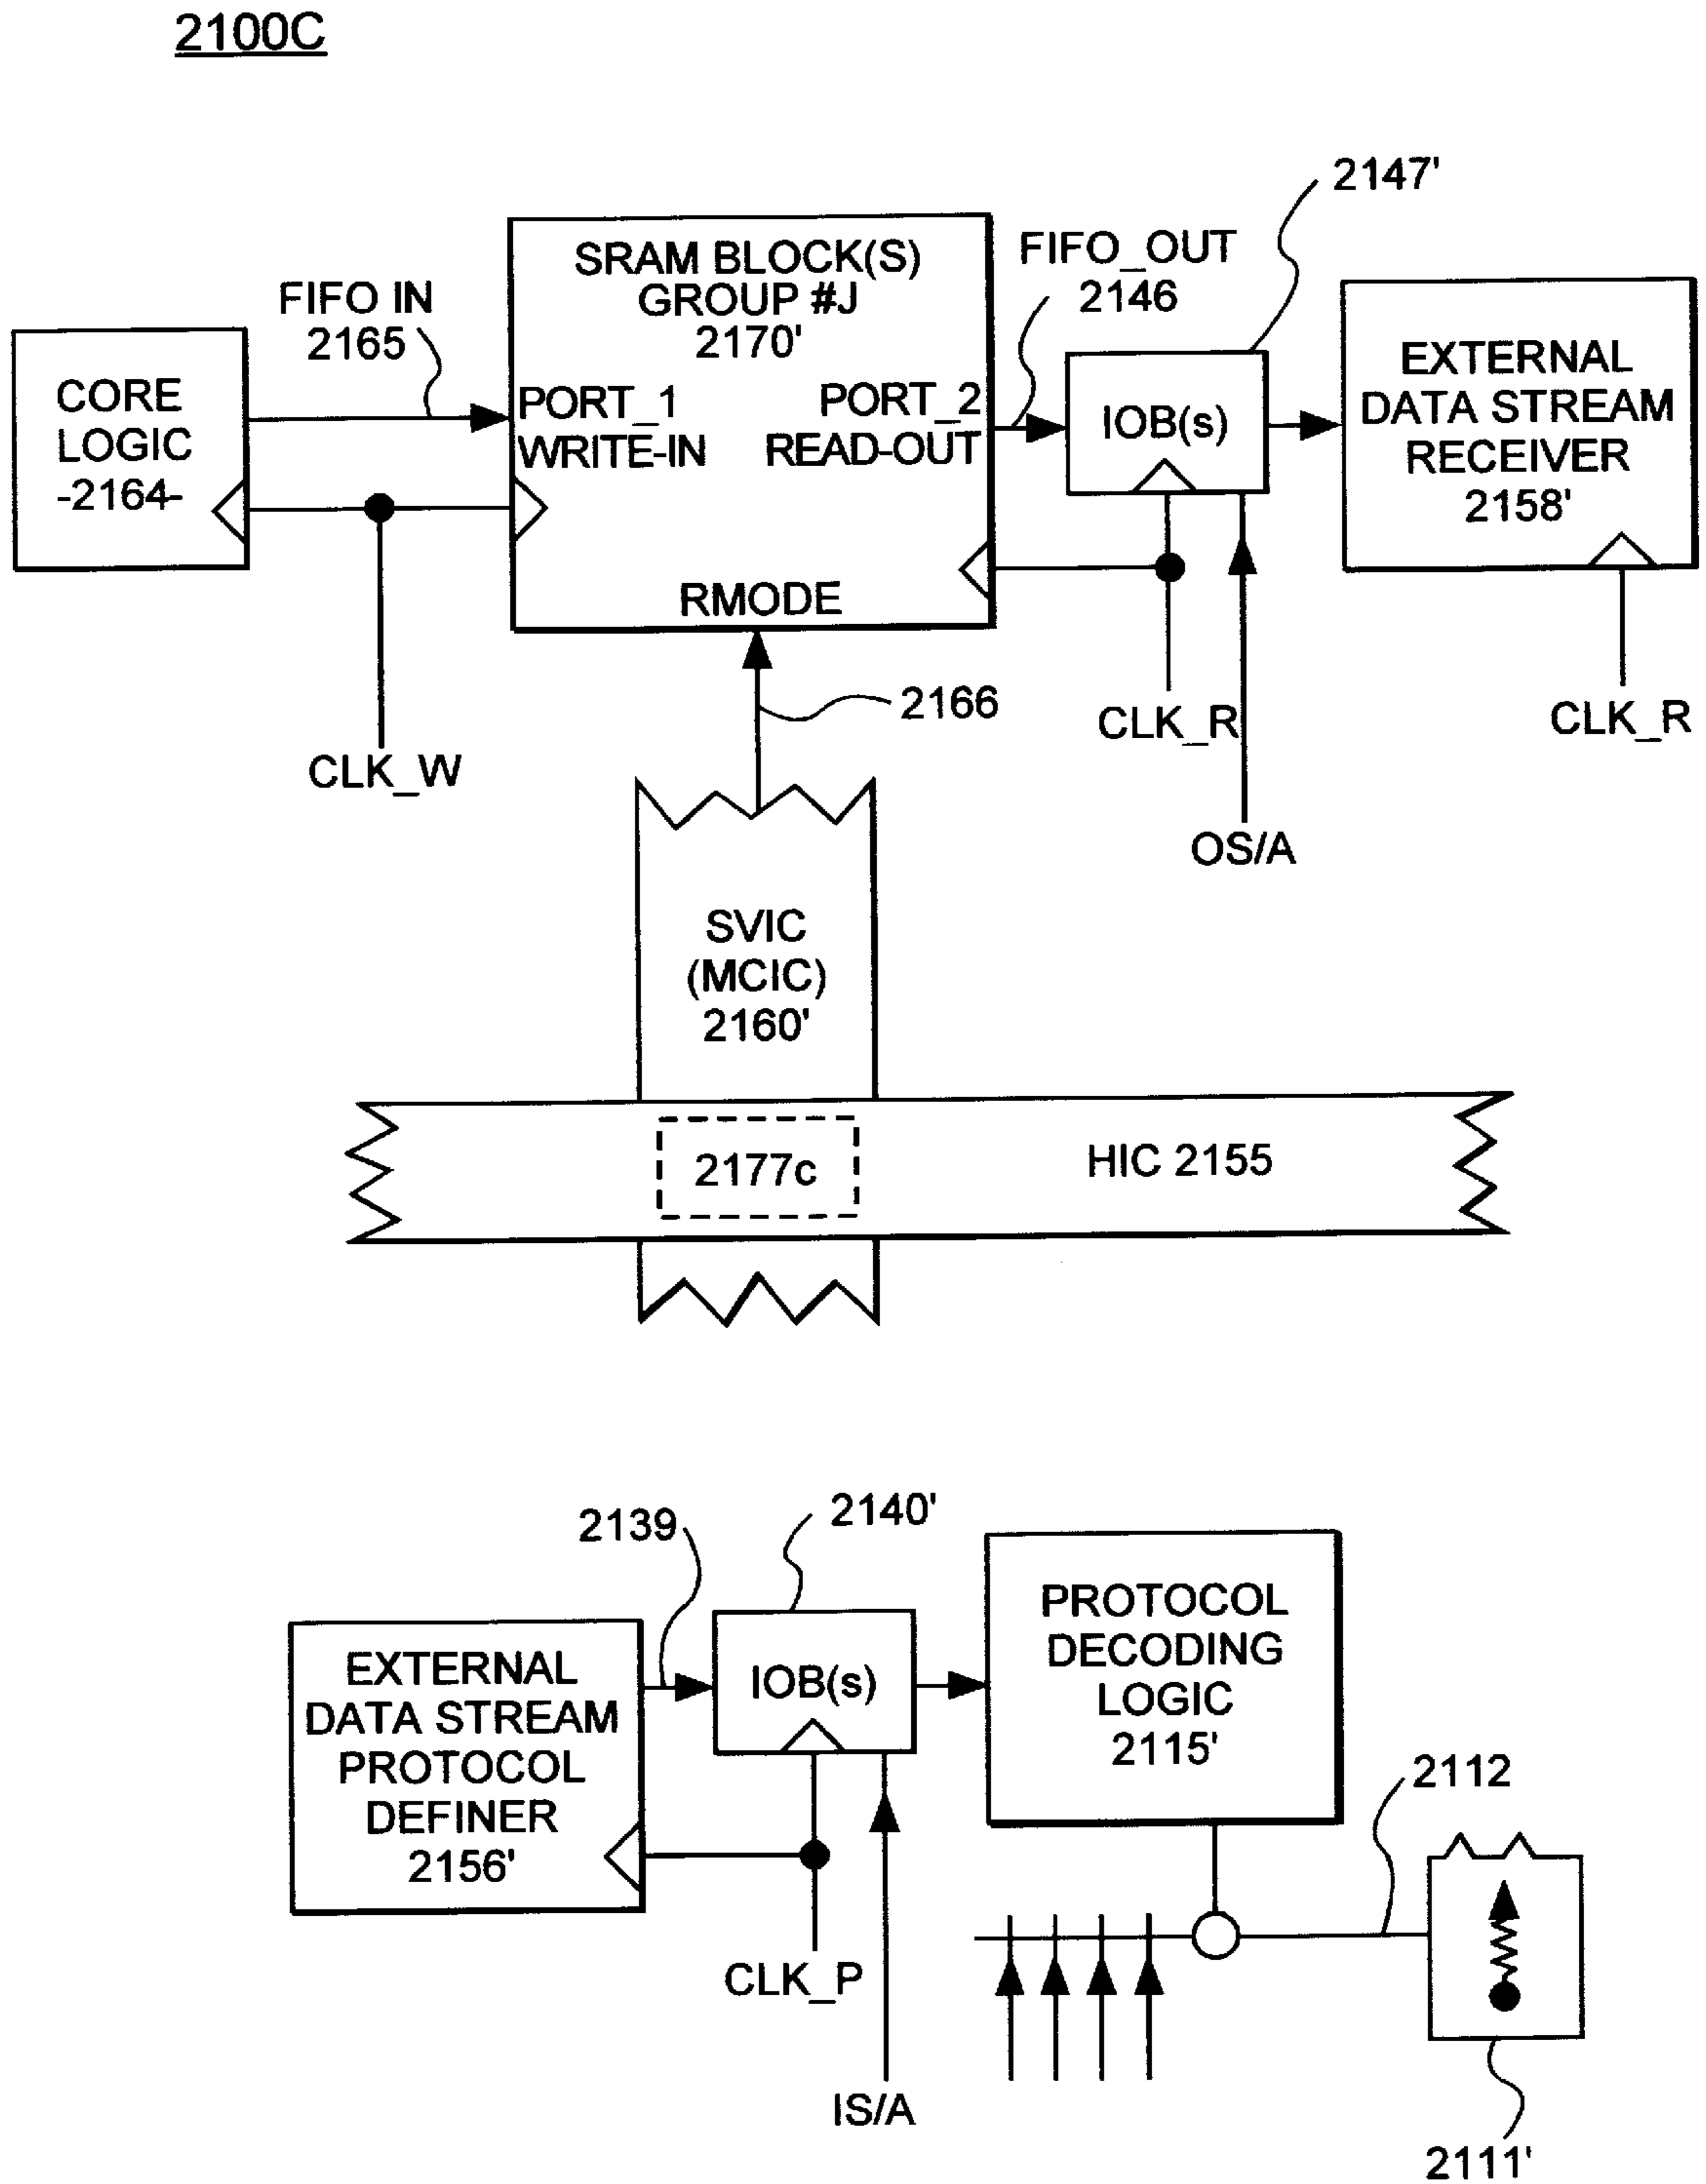 2100C
2147'
FIFO IN
2165
SRAM BLOCK(S)
GROUP #J
2170'
PORT_1
WRITE-IN
PORT_2
READ-OUT
RMODE
FIFO_OUT
2146
CORE
LOGIC
-2164-
IOB(s)
EXTERNAL
DATA STREAM
RECEIVER
2158'
2166
CLK_W
CLK_R
CLK_R
OS/A
SVIC
(MCIC)
2160'
2177c
HIC 2155
2139
2140'
EXTERNAL
DATA STREAM
PROTOCOL
DEFINER
2156'
IOB(s)
PROTOCOL
DECODING
LOGIC
2115'
2112
CLK_P
IS/A
2111'